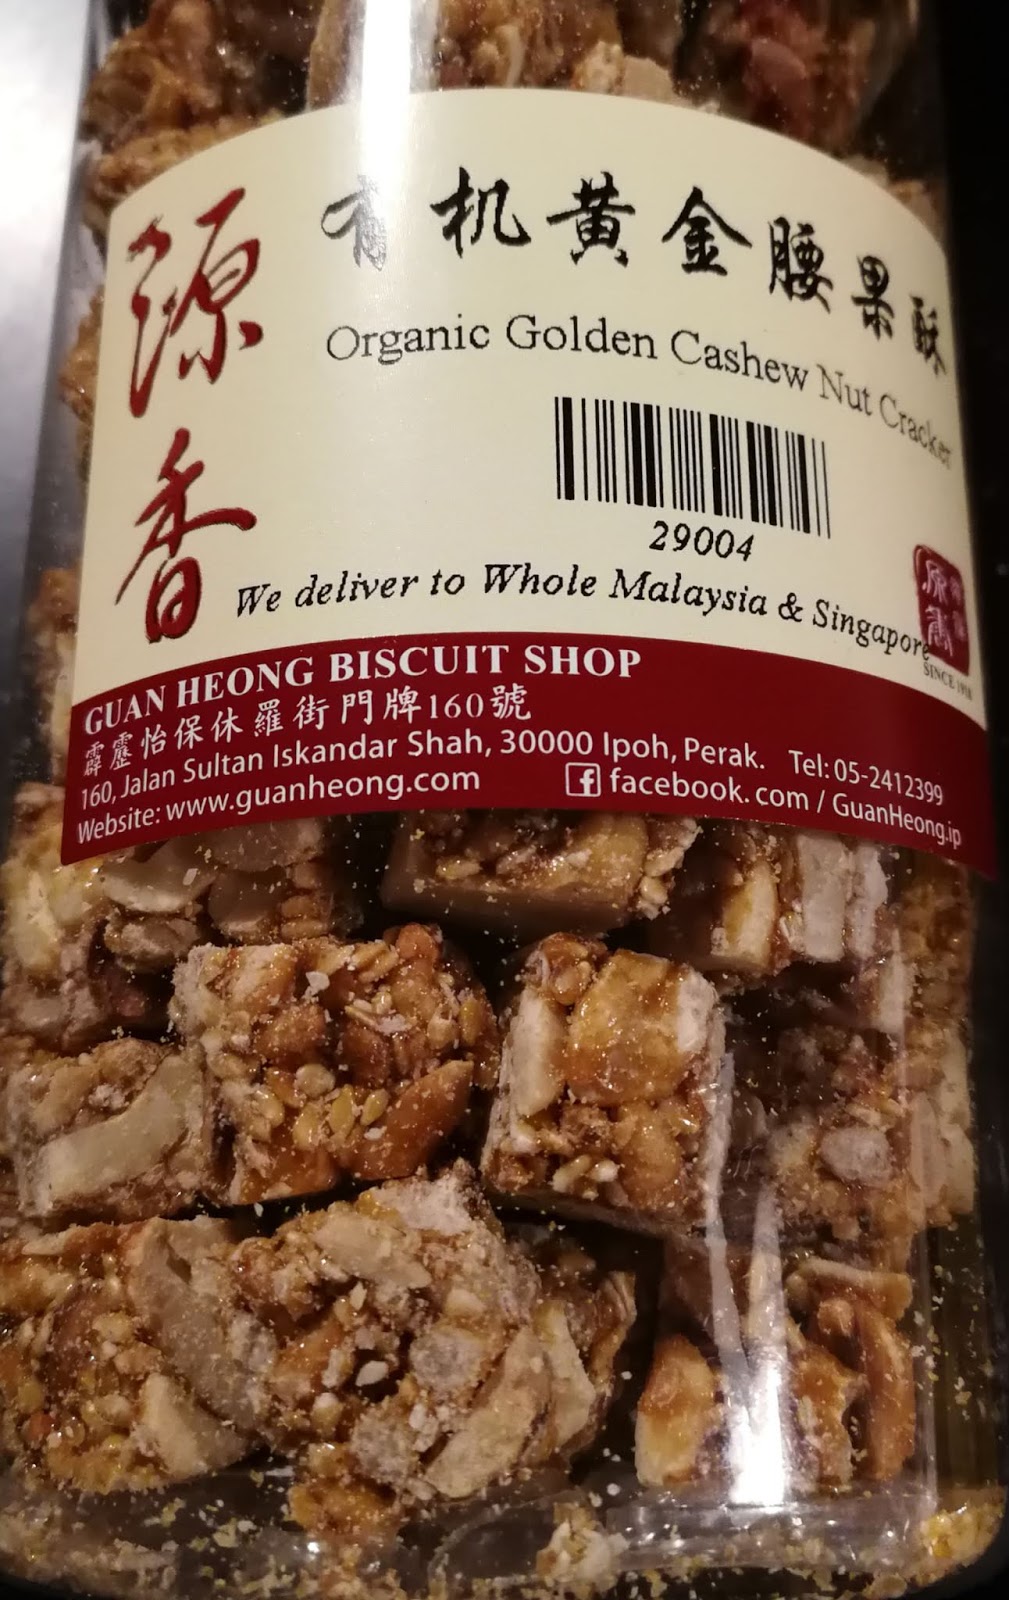 源香
有机黃金腰果酥
Organic Golden Cashew Nut Cracker
29004
We deliver to Whole Malaysia & Singapore
SINCE 1918
GUAN HEONG BISCUIT SHOP
霹靂怡保休羅街門牌160號
160, Jalan Sultan Iskandar Shah, 30000 Ipoh, Perak. Tel: 05-2412399
Website: www.guanheong.com facebook.com / GuanHeong.ip